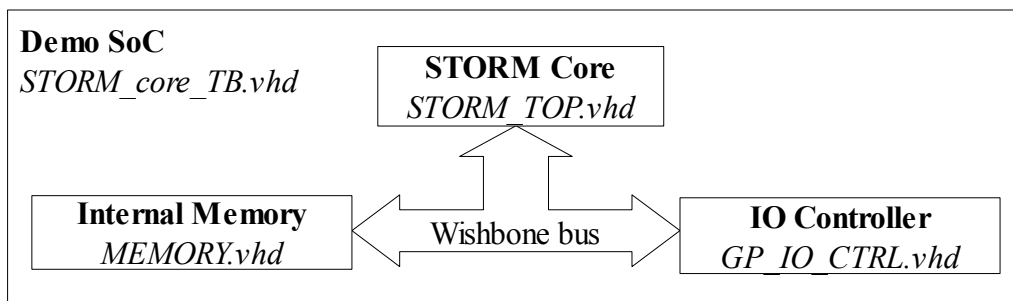 Demo SoC
STORM_core_TB.vhd
STORM Core
STORM_TOP.vhd
Internal Memory
MEMORY.vhd
Wishbone bus
IO Controller
GP_IO_CTRL.vhd